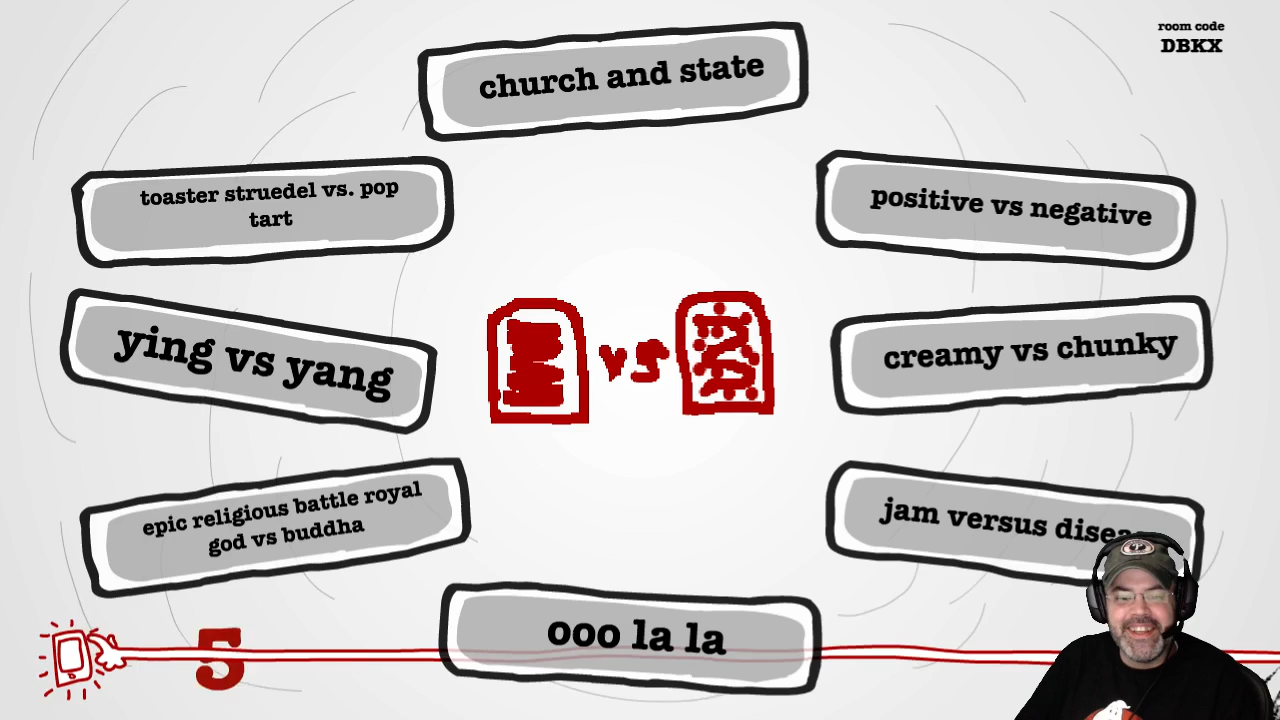 room code
DBKX
church and state
toaster struedel vs. pop
tart
positive vs negative
ying vs yang
vs
creamy vs chunky
epic religious battle royal
god vs buddha
jam versus
ooo la la
5